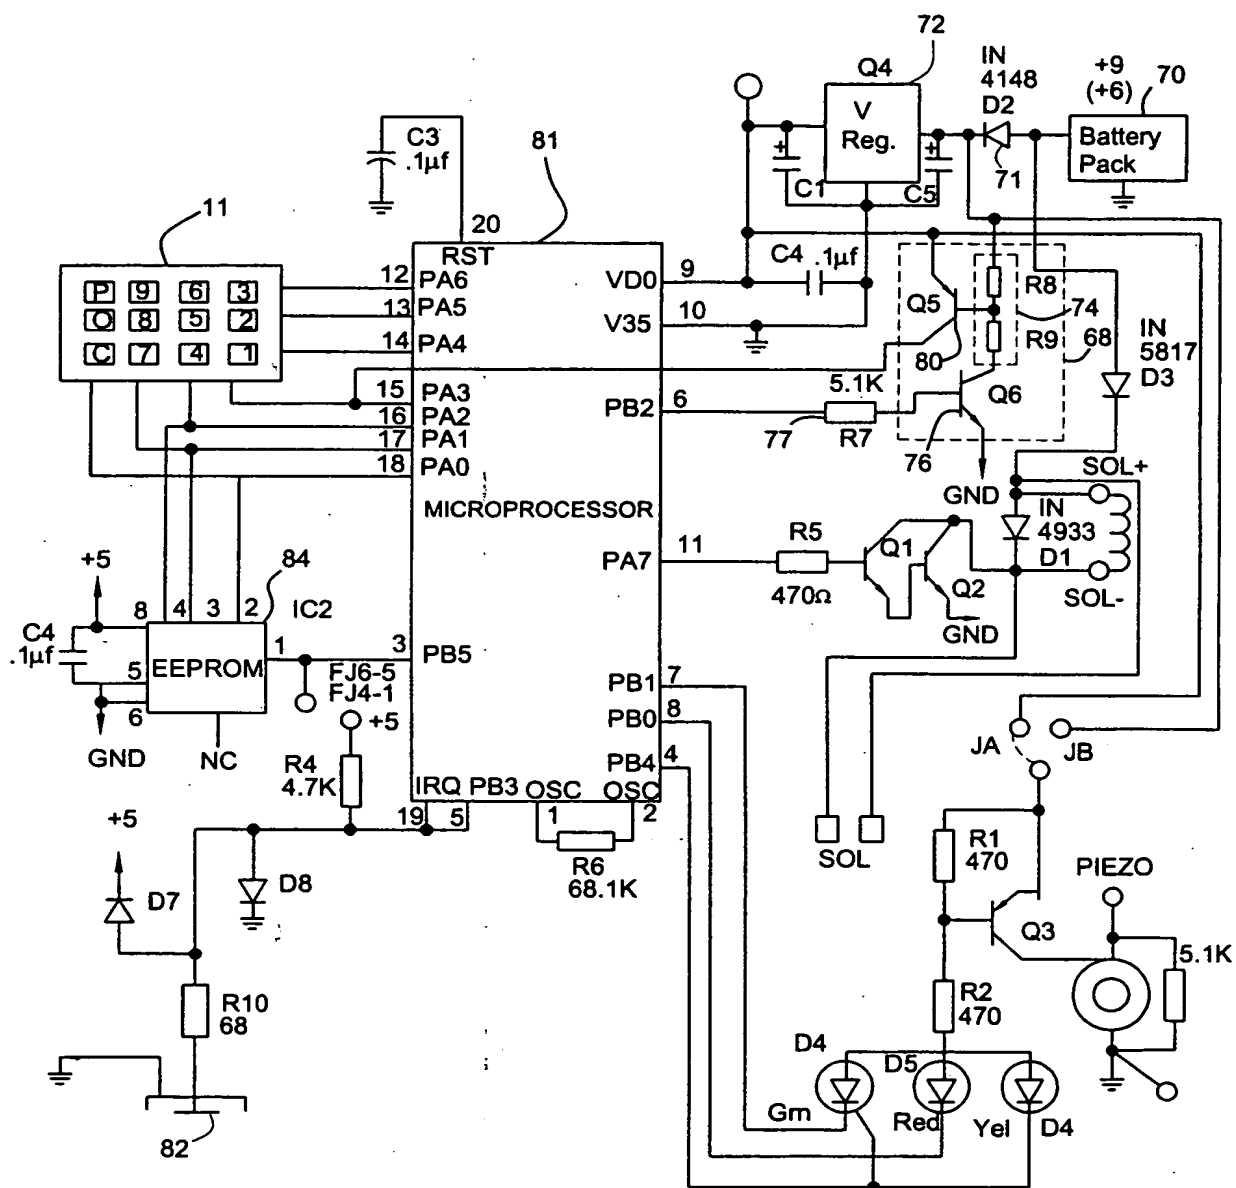 72
Q4
IN
4148
D2
+9
(+6)
70
V
Reg.
Battery
Pack
71
+
C1
+
C5
C3
.1µf
81
11
20
RST
P 9 6 3
O 8 5 2
C 7 4 1
12
PA6
13
PA5
14
PA4
15
PA3
16
PA2
17
PA1
18
PA0
MICROPROCESSOR
VD0
9
V35
10
C4
.1µf
Q5
R8
74
R9
68
80
IN
5817
D3
PB2
6
5.1K
R7
77
Q6
76
GND
SOL+
IN
4933
D1
SOL-
PA7
11
R5
470Ω
Q1
Q2
GND
+5
84
8
4
3
2
IC2
C4
.1µf
5
EEPROM
1
6
GND
NC
3
PB5
FJ6-5
FJ4-1
+5
R4
4.7K
PB1
7
PB0
8
PB4
4
IRQ
PB3
OSC
OSC
19
5
1
2
R6
68.1K
JA
JB
SOL
R1
470
PIEZO
Q3
5.1K
R2
470
+5
D7
D8
R10
68
82
D4
Grn
D5
Red
Yel
D4